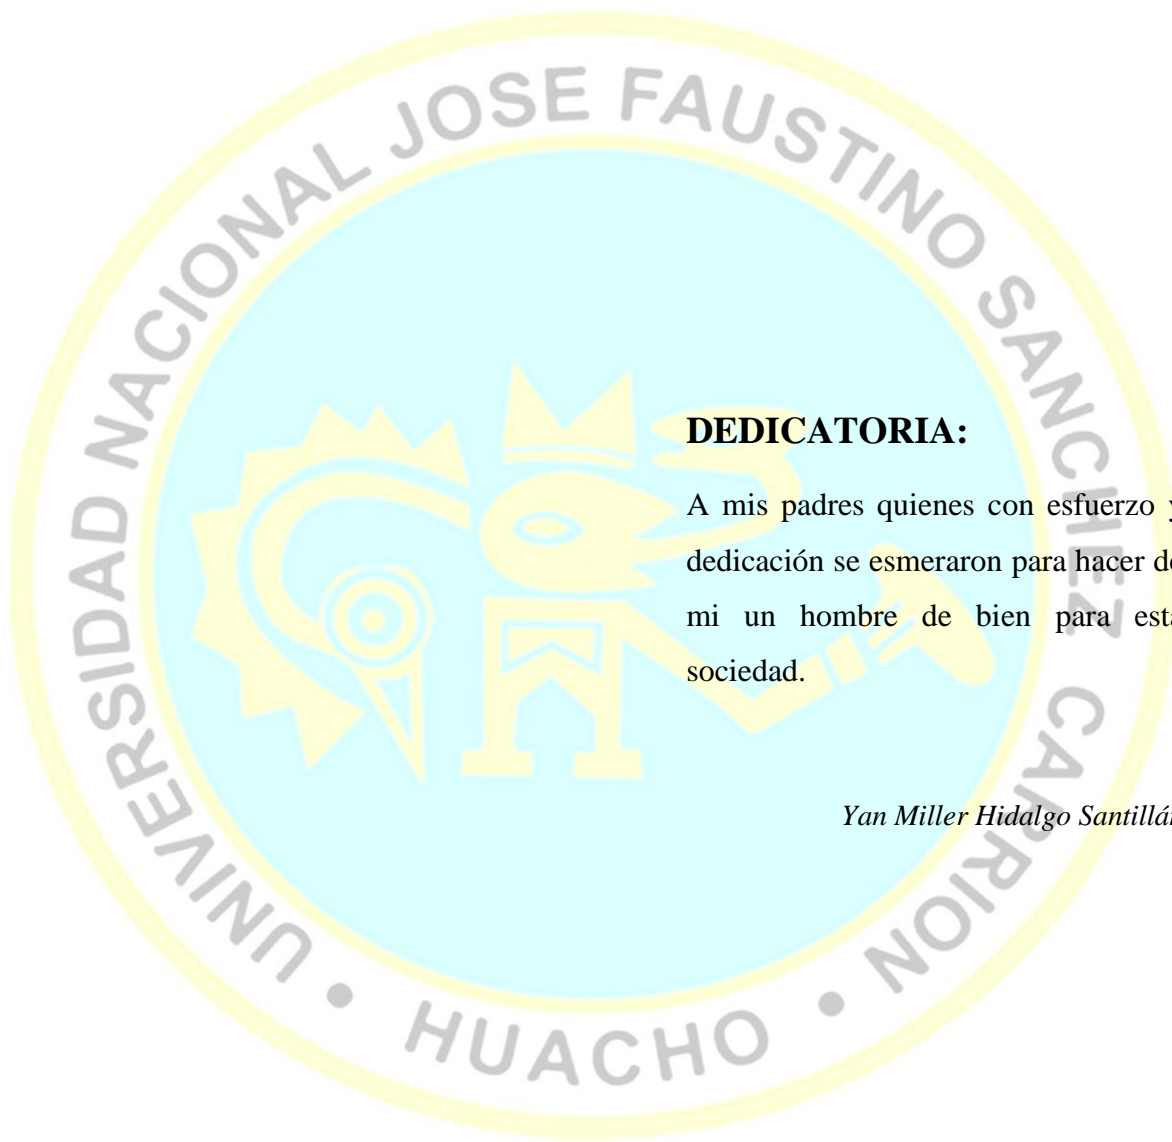 UNIVERSIDAD NACIONAL JOSE FAUSTINO SANCHEZ CARRION
• HUACHO •
DEDICATORIA:
A mis padres quienes con esfuerzo y
dedicación se esmeraron para hacer de
mi un hombre de bien para esta
sociedad.
Yan Miller Hidalgo Santillán